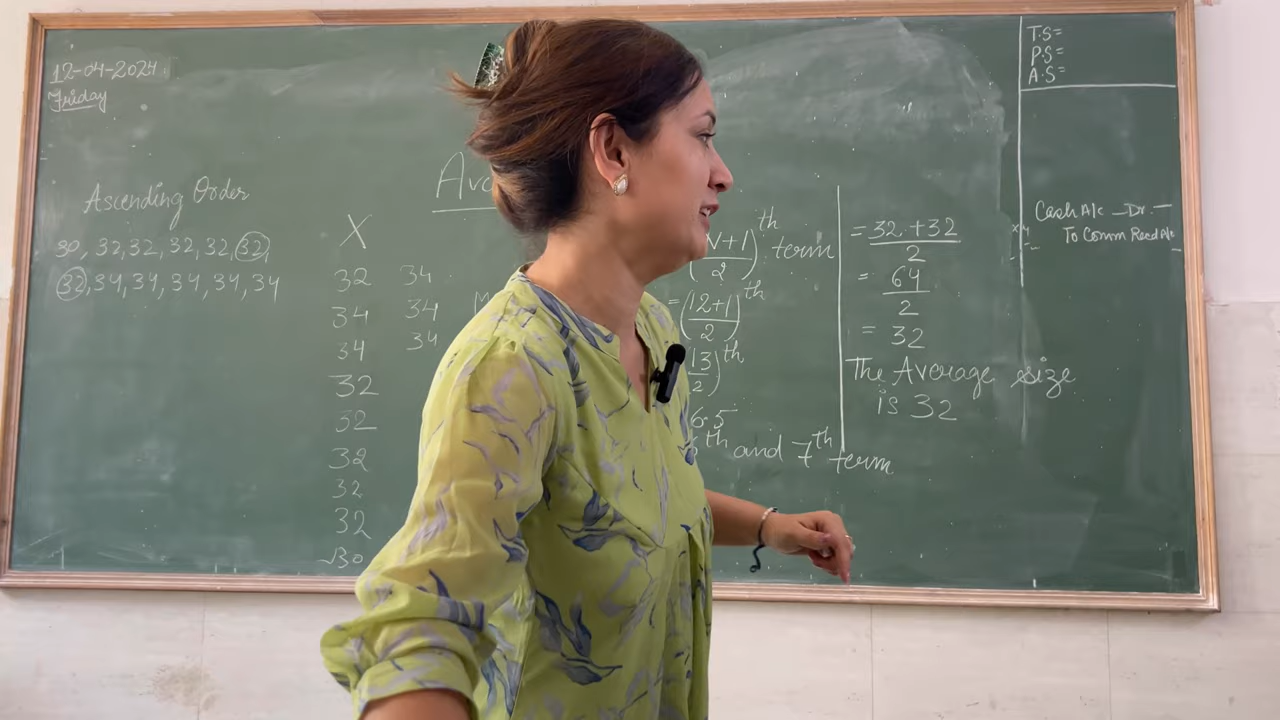 12-04-2024
Friday
Ascending Order
30, 32, 32, 32, 32, 32,
32, 34, 34, 34, 34, 34
X
32 34
34 34
34 34
32
32
32
32
32
30
(N+1)th term
2
=(12+1)th
2
13)th
2
6.5
th and 7th term
= 32+32
2
= 64
2
= 32
The Average size
is 32
T.S=
P.S=
A.S=
Cash A/c Dr.
To Comm Recd A/c